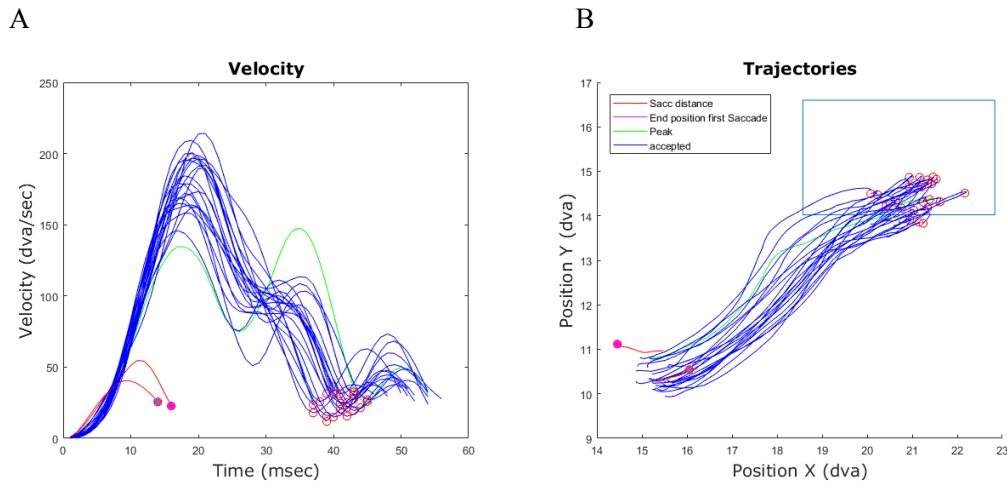 A
B
Velocity
250
200
150
100
50
0
Velocity (dva/sec)
0 10 20 30 40 50 60
Time (msec)
Trajectories
17
16
15
14
13
12
11
10
9
Position Y (dva)
Sacc distance
End position first Saccade
Peak
accepted
14 15 16 17 18 19 20 21 22 23
Position X (dva)